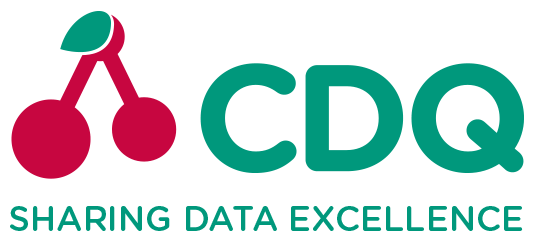 CDQ
SHARING DATA EXCELLENCE